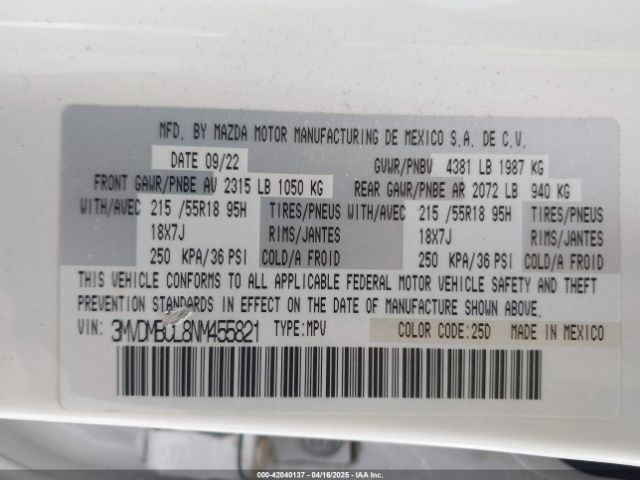 MFD. BY MAZDA MOTOR MANUFACTURING DE MEXICO S.A. DE C.V.
DATE 09/22 GVWR/PNBV 4381 LB 1987 KG
FRONT GAWR/PNBE AV 2315 LB 1050 KG REAR GAWR/PNBE AR 2072 LB 940 KG
WITH/AVEC 215 /55R18 95H TIRES/PNEUS WITH/AVEC 215 /55R18 95H TIRES/PNEUS
18X7J RIMS/JANTES 18X7J RIMS/JANTES
250 KPA/36 PSI COLD/A FROID 250 KPA/36 PSI COLD/A FROID
THIS VEHICLE CONFORMS TO ALL APPLICABLE FEDERAL MOTOR VEHICLE SAFETY AND THEFT
PREVENTION STANDARDS IN EFFECT ON THE DATE OF MANUFACTURE SHOWN ABOVE.
VIN: TYPE:MPV COLOR CODE:25D MADE IN MEXICO
000-42040137 - 04/16/2025 - IAA Inc.